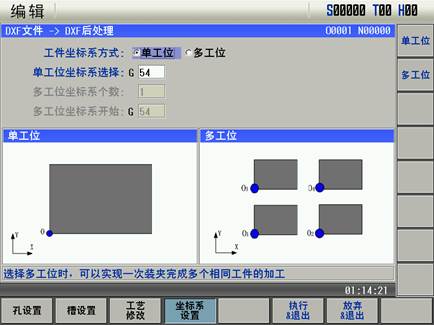 编辑 S00000 T00 H00
DXF文件 -> DXF后处理 O0001 N00000
工件坐标系方式: 单工位 多工位
单工位坐标系选择: G 54
多工位坐标系个数: 1
多工位坐标系开始: G 54
单工位
多工位
单工位 多工位
O
Y
X
O₁ O₂
Y
X
选择多工位时,可以实现一次装夹完成多个相同工件的加工
01:14:21
孔设置 槽设置 工艺修改 坐标系设置 执行&退出 放弃&退出